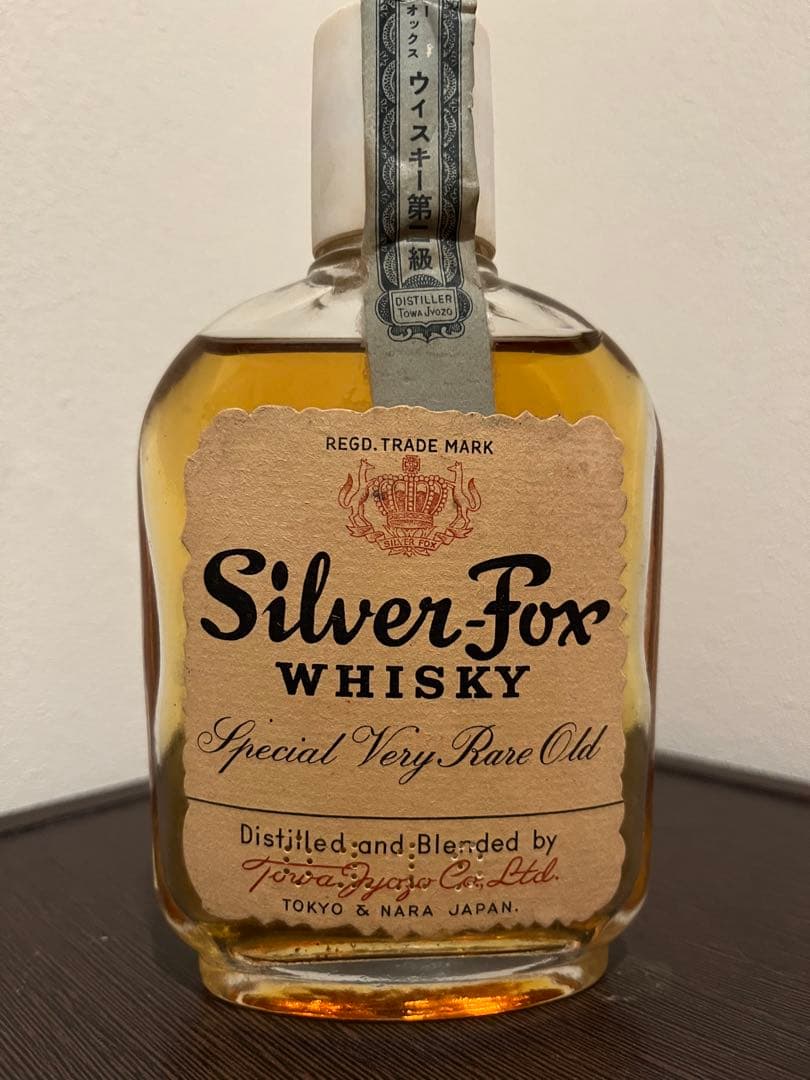 ー
オックス
ウイスキー第二級
DISTILLER
TOWA JYOZO
REGD. TRADE MARK
SILVER FOX
Silver-Fox
WHISKY
Special Very Rare Old
Distilled and Blended by
Towa Jyozo Co., Ltd.
TOKYO & NARA JAPAN.